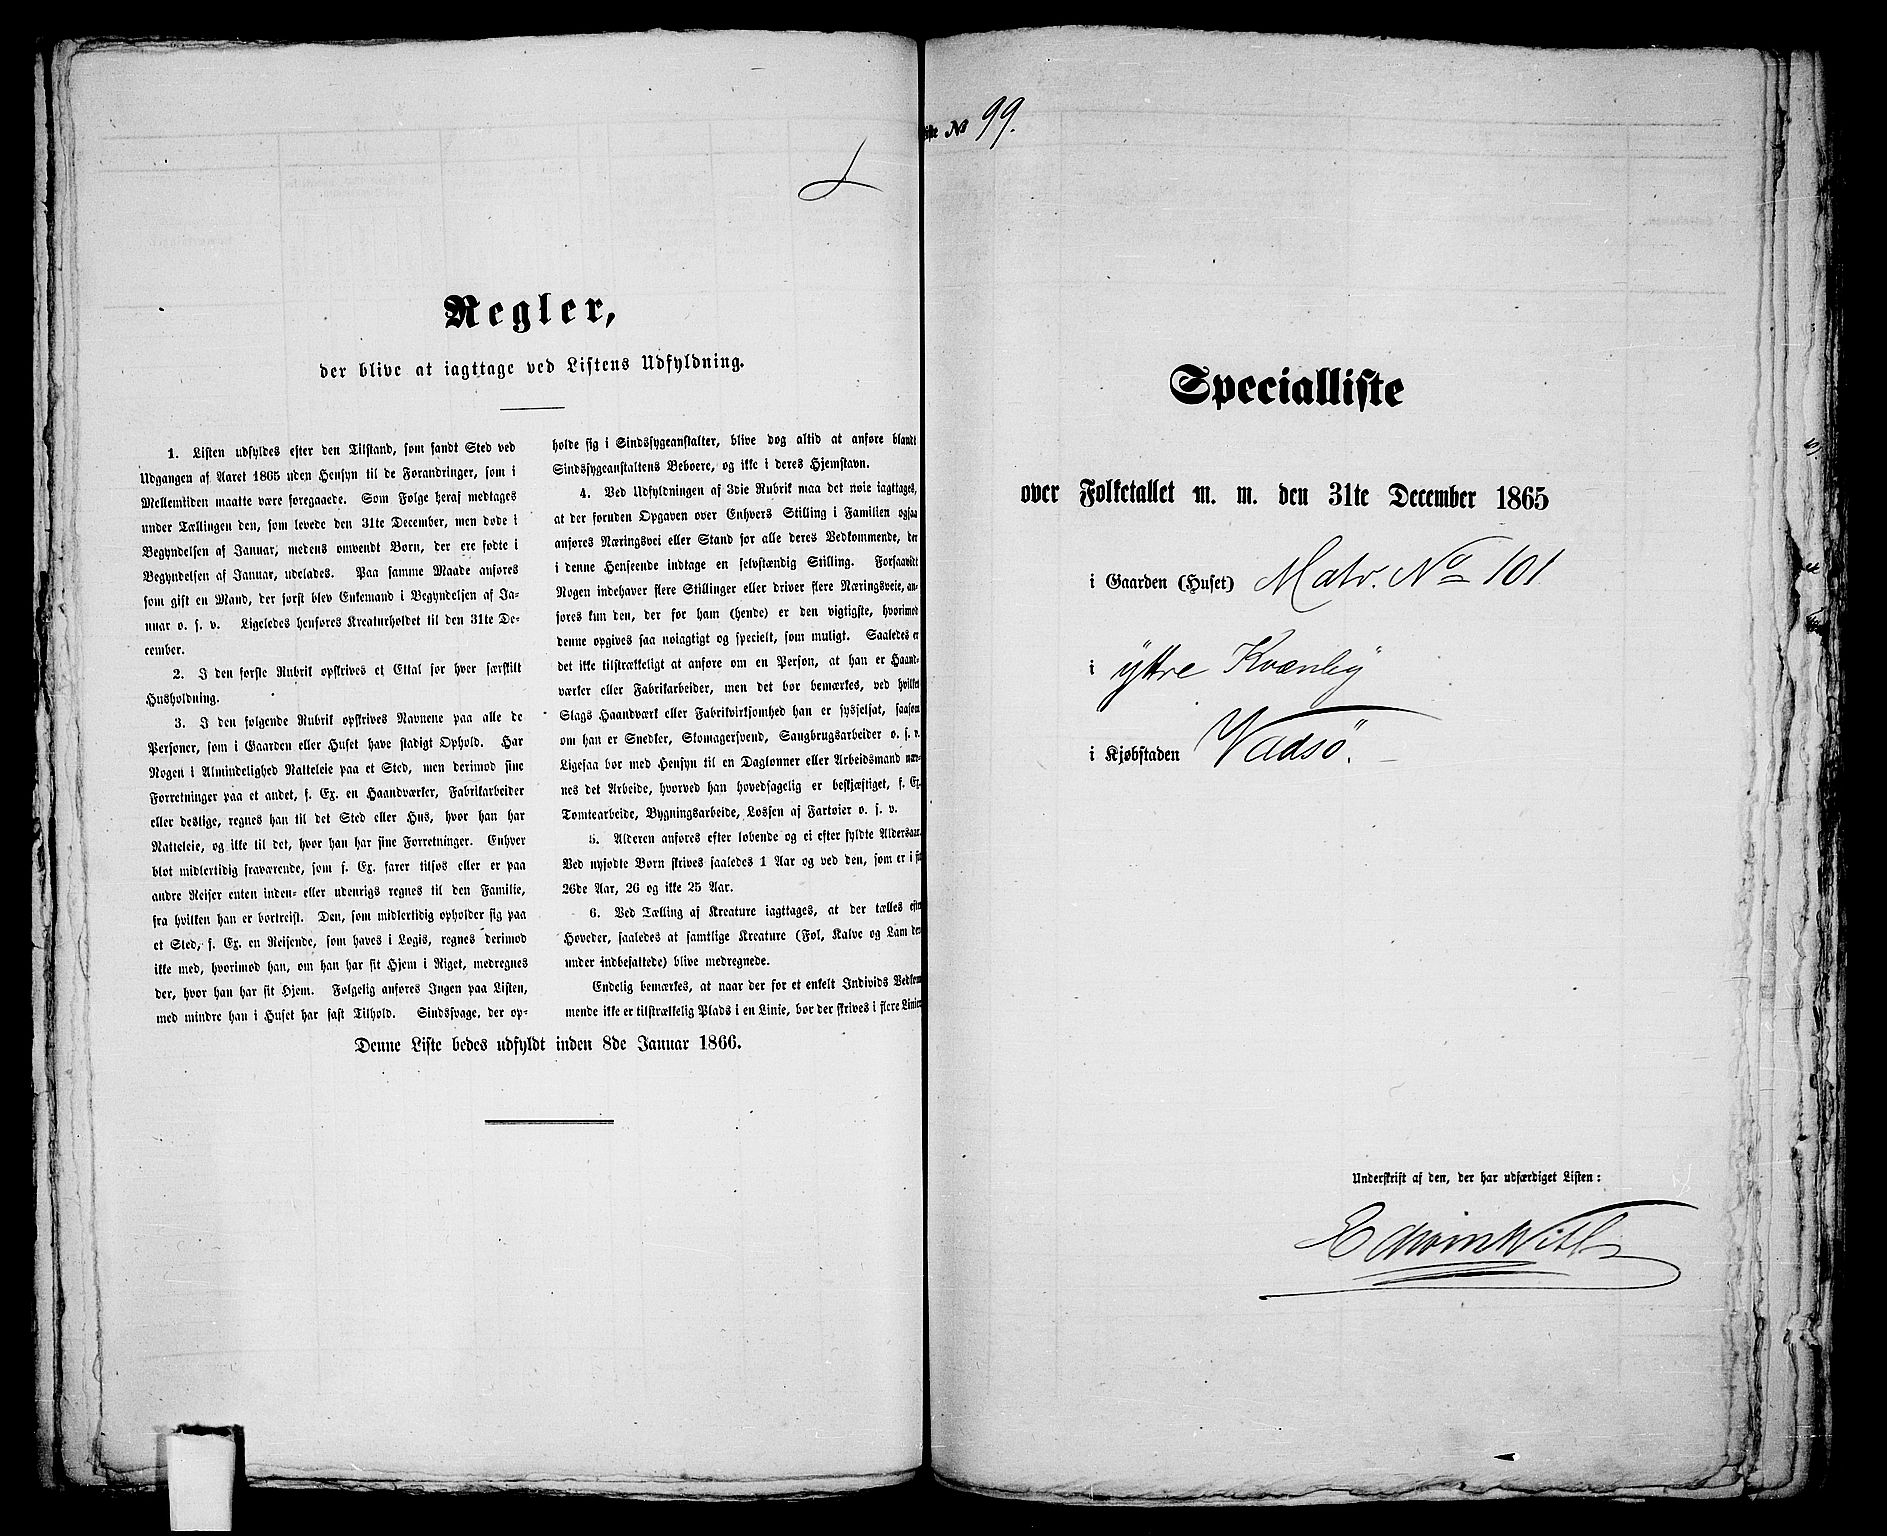 Regler,
der blive at iagttage ved Listens Udfyldning.
1. Listen udfyldes efter den Tilstand, som fandt Sted ved
Udgangen af Aaret 1865 uden Hensyn til de Forandringer, som i
Mellemtiden maatte være foregaaede. Som Følge heraf medtages
under Tællingen den, som levede den 31te December, men døde i
Begyndelsen af Januar, medens omvendt Børn, der ere fødte i
Begyndelsen af Januar, udelades. Paa samme Maade anføres
som gift en Mand, der først blev Enkemand i Begyndelsen af Ja-
nuar o. s. v. Ligeledes henføres Kreaturholdet til den 31te De-
cember.
2. I den første Rubrik opskrives et Ettal for hver særskilt
Husholdning.
3. I den følgende Rubrik opskrives Navnene paa alle de
Personer, som i Gaarden eller Huset have stadigt Ophold. Har
Nogen i Almindelighed Natteleie paa et Sted, men derimod sine
Forretninger paa et andet, f. Ex. en Haandværker, Fabrikarbeider
eller deslige, regnes han til det Sted eller Hus, hvor han har
Natteleie, og ikke til det, hvor han har sine Forretninger. Enhver
blot midlertidig fraværende, som f. Ex. farer tilsøs eller er paa
andre Reiser enten inden- eller udenrigs regnes til den Familie,
fra hvilken han er bortreist. Den, som midlertidig opholder sig paa
et Sted, f. Ex. en Reisende, som haves i Logis, regnes derimod
ikke med, hvorimod han, om han har sit Hjem i Riget, medregnes
der, hvor han har sit Hjem. Følgelig anføres Ingen paa Listen,
med mindre han i Huset har fast Tilhold. Sindssvage, der op-
holde sig i Sindssygeanstalter, blive dog altid at anføre blandt
Sindssygeanstaltens Beboere, og ikke i deres Hjemstavn.
4. Ved Udfyldningen af 3die Rubrik maa det nøie iagttages,
at der foruden Opgaven over Enhvers Stilling i Familien ogsaa
anføres Næringsvei eller Stand for alle deres Vedkommende, der
i denne Henseende indtage en selvstændig Stilling. Forsaavidt
Nogen indehaver flere Stillinger eller driver flere Næringsveie, an-
føres kun den, der for ham (hende) er den vigtigste, hvorimod
denne opgives saa nøiagtigt og specielt, som muligt. Saaledes er
det ikke tilstrækkeligt at anføre om en Person, at han er Haand-
værker eller Fabrikarbeider, men det bør bemærkes, ved hvilket
Slags Haandværk eller Fabrikvirksomhed han er sysselsat, saasom
om han er Snedker, Skomagersvend, Saugbrugsarbeider o. s. v.
Ligesaa bør med Hensyn til en Daglønner eller Arbeidsmand næv-
nes det Arbeide, hvorved han hovedsagelig er beskjæftiget, f. Ex.
Tomtearbeide, Bygningsarbeide, Lossen af Fartøier o. s. v.
5. Alderen anføres efter løbende og ei efter fyldte Aldersaar.
Ved nyfødte Børn skrives saaledes 1 Aar og ved den, som er i sit
26de Aar, 26 og ikke 25 Aar.
6. Ved Tælling af Kreature iagttages, at der tælles efter
Hoveder, saaledes at samtlige Kreature (Føl, Kalve og Lam der-
under indbefattede) blive medregnede.
Endelig bemærkes, at naar der for et enkelt Individs Vedkom-
mende ikke er tilstrækkelig Plads i en Linie, bør der skrives i flere Linier
Denne Liste bedes udfyldt inden 8de Januar 1866.
iste № 99.
Specialliste
over Folketallet m. m. den 31te December 1865
i Gaarden (Huset) Matr. No 101
i yttre Kvænby
i Kjøbstaden Vadsö.
Underskrift af den, der har udfærdiget Listen: